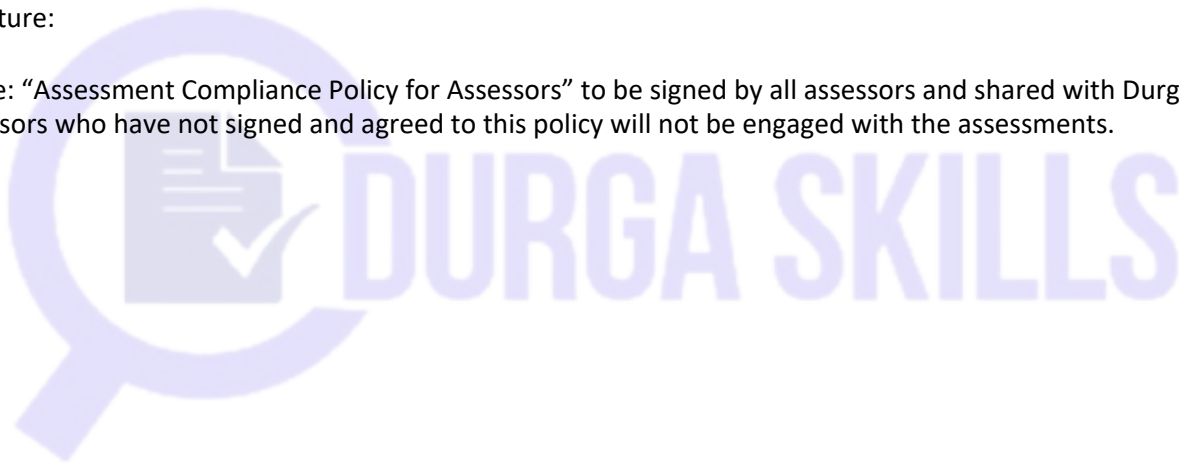 ture:
e: “Assessment Compliance Policy for Assessors” to be signed by all assessors and shared with Durg
sors who have not signed and agreed to this policy will not be engaged with the assessments.
DURGA SKILLS